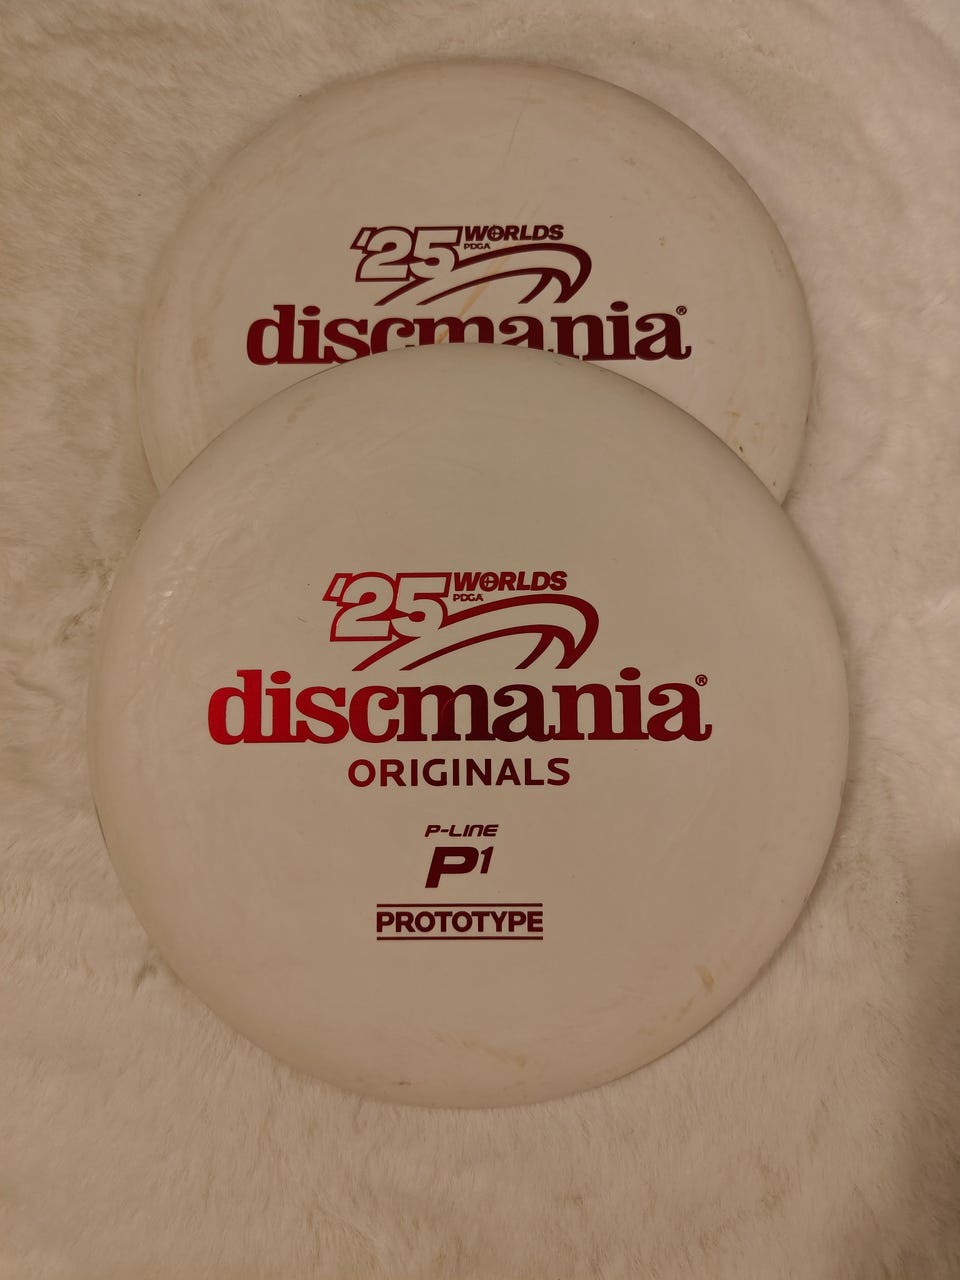 '25 WORLDS
PDGA
discmania®
'25 WORLDS
PDGA
discmania®
ORIGINALS
P-LINE
P1
PROTOTYPE